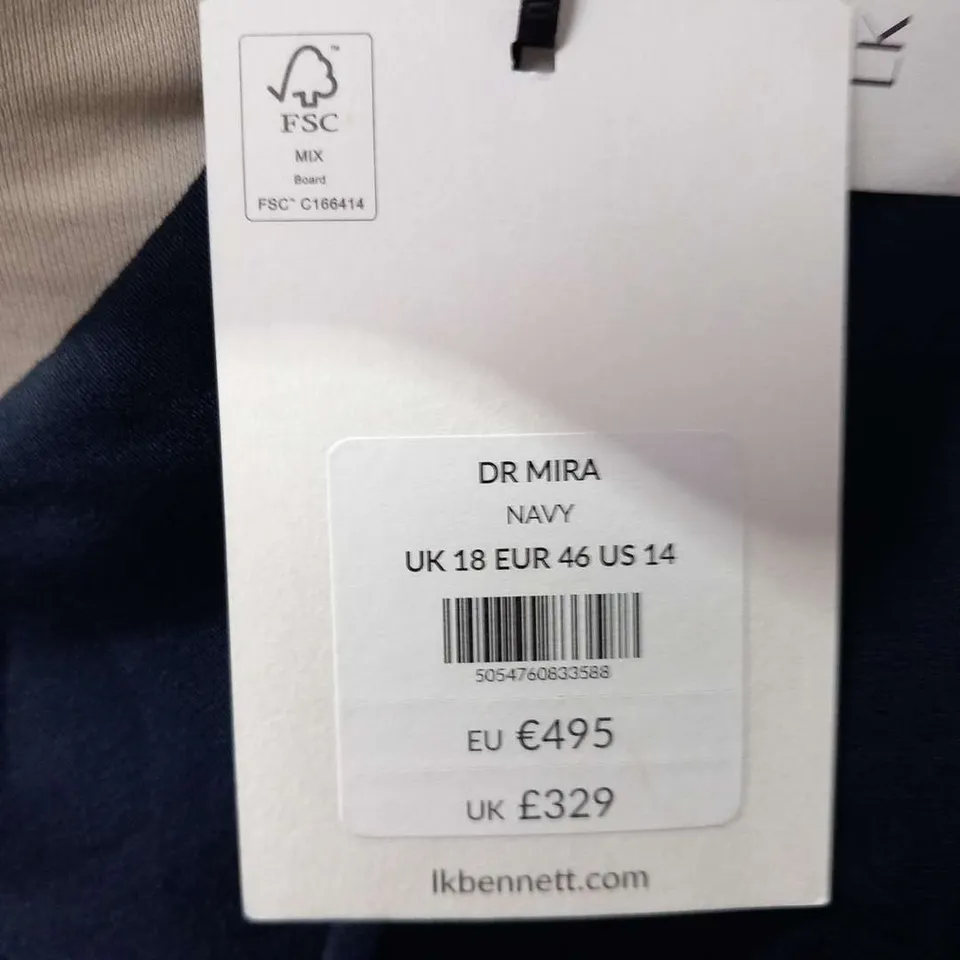 FSC
MIX
Board
FSC™ C166414
LK
DR MIRA
NAVY
UK 18 EUR 46 US 14
5054760833588
EU €495
UK £329
lkbennett.com